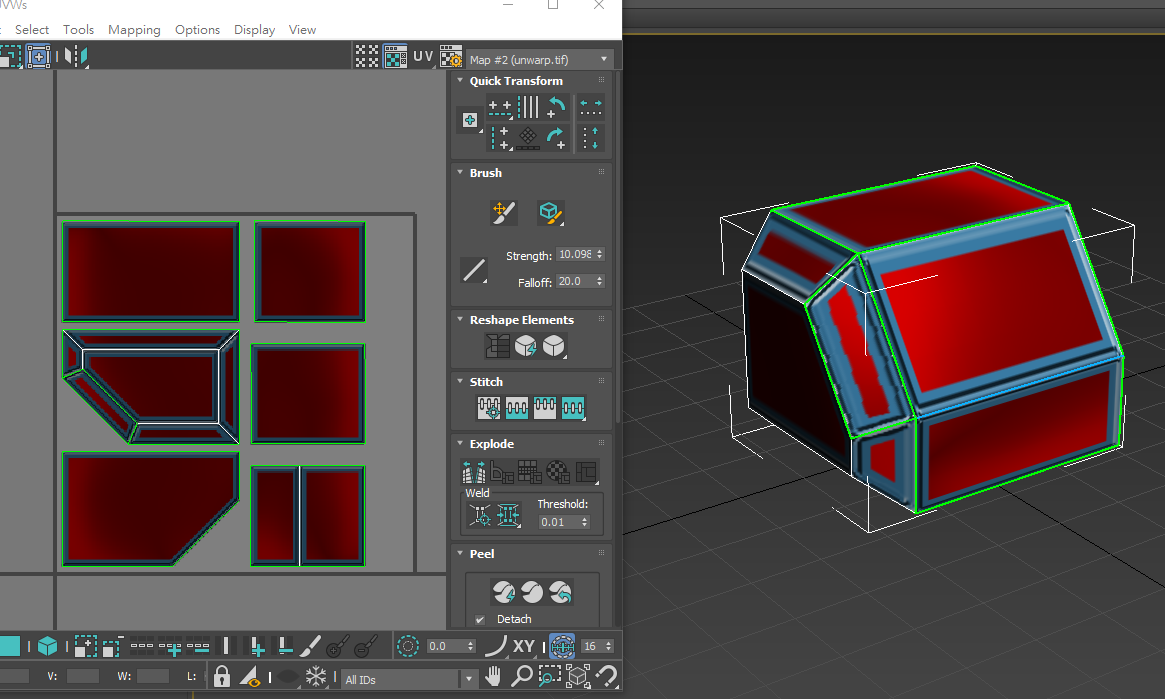 UVWs
Select Tools Mapping Options Display View
UV
Map #2 (unwarp.tif)
Quick Transform
Brush
Strength: 10.098
Falloff: 20.0
Reshape Elements
Stitch
Explode
Weld
Threshold:
0.01
Peel
Detach
0.0 XY 16
V: W: L: All IDs